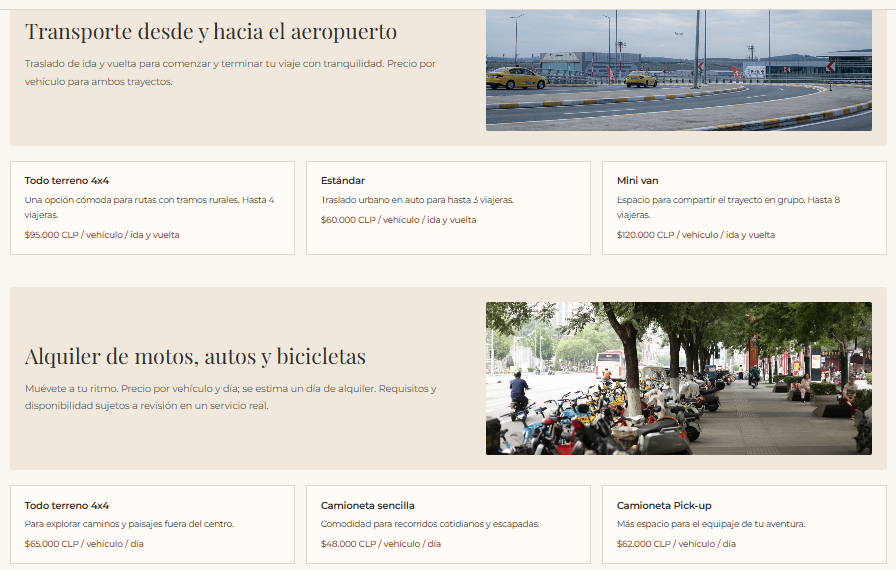 Transporte desde y hacia el aeropuerto
Traslado de ida y vuelta para comenzar y terminar tu viaje con tranquilidad. Precio por
vehículo para ambos trayectos.
Todo terreno 4x4
Una opción cómoda para rutas con tramos rurales. Hasta 4
viajeras.
$95.000 CLP / vehículo / ida y vuelta
Estándar
Traslado urbano en auto para hasta 3 viajeras.
$60.000 CLP / vehículo / ida y vuelta
Mini van
Espacio para compartir el trayecto en grupo. Hasta 8
viajeras.
$120.000 CLP / vehículo / ida y vuelta
Alquiler de motos, autos y bicicletas
Muévete a tu ritmo. Precio por vehículo y día; se estima un día de alquiler. Requisitos y
disponibilidad sujetos a revisión en un servicio real.
Todo terreno 4x4
Para explorar caminos y paisajes fuera del centro.
$65.000 CLP / vehículo / día
Camioneta sencilla
Comodidad para recorridos cotidianos y escapadas.
$48.000 CLP / vehículo / día
Camioneta Pick-up
Más espacio para el equipaje de tu aventura.
$62.000 CLP / vehículo / día